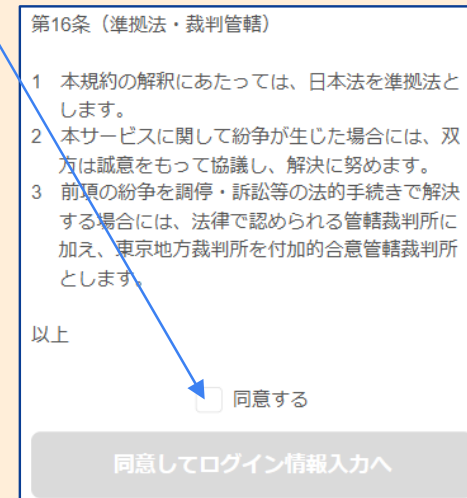 第16条（準拠法・裁判管轄）
1 本規約の解釈にあたっては、日本法を準拠法と
します。
2 本サービスに関して紛争が生じた場合には、双
方は誠意をもって協議し、解決に努めます。
3 前項の紛争を調停・訴訟等の法的手続きで解決
する場合には、法律で認められる管轄裁判所に
加え、東京地方裁判所を付加的合意管轄裁判所
とします。
以上
同意する
同意してログイン情報入力へ